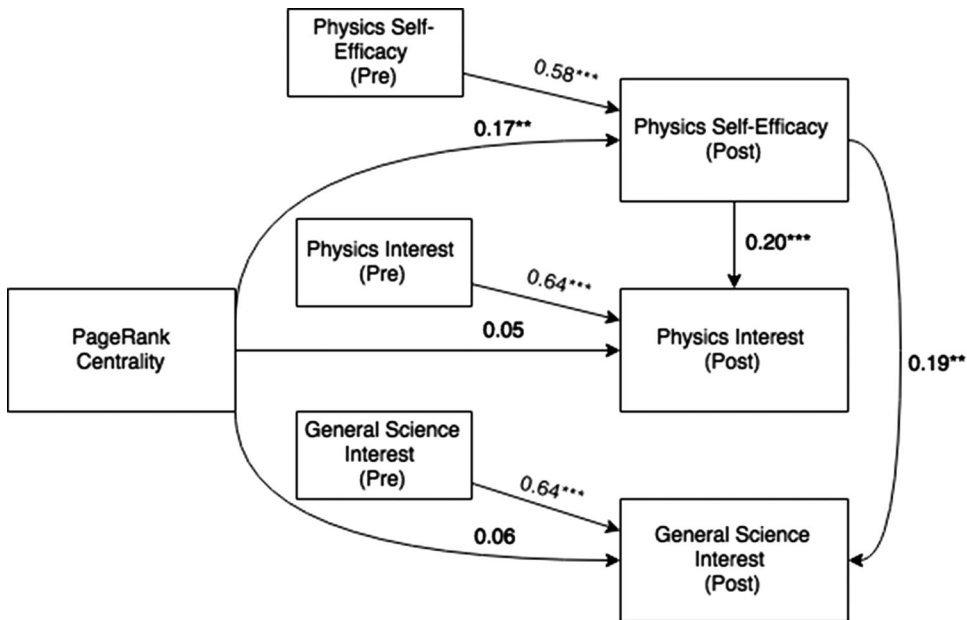 Physics Self-
Efficacy
(Pre)
0.58***
Physics Self-Efficacy
(Post)
0.17**
Physics Interest
(Pre)
0.20***
0.64***
PageRank
Centrality
0.05
Physics Interest
(Post)
0.19**
General Science
Interest
(Pre)
0.64***
0.06
General Science
Interest
(Post)